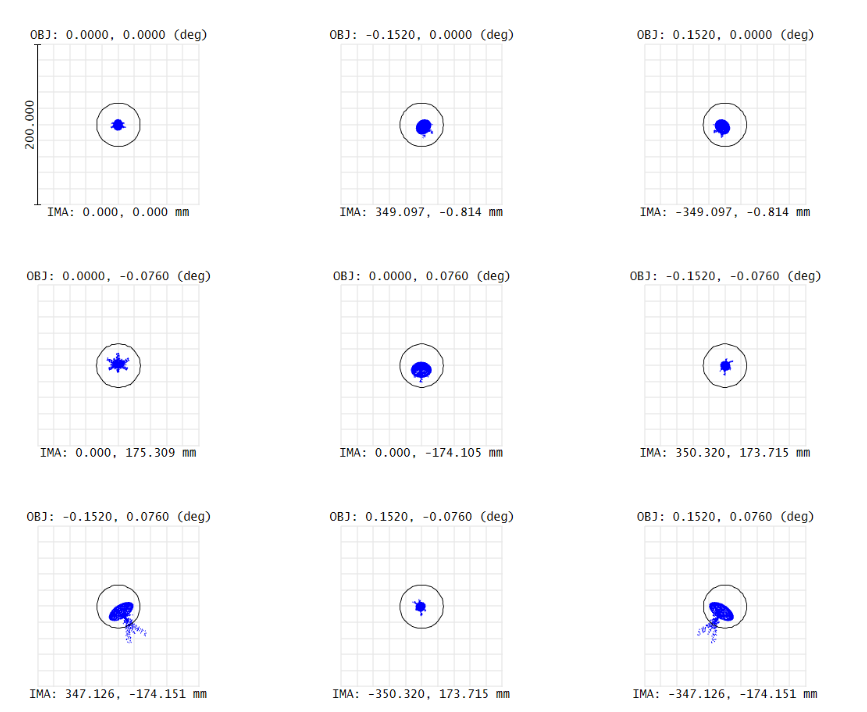 OBJ: 0.0000, 0.0000 (deg)
OBJ: -0.1520, 0.0000 (deg)
OBJ: 0.1520, 0.0000 (deg)
200.000
IMA: 0.000, 0.000 mm
IMA: 349.097, -0.814 mm
IMA: -349.097, -0.814 mm
OBJ: 0.0000, -0.0760 (deg)
OBJ: 0.0000, 0.0760 (deg)
OBJ: -0.1520, -0.0760 (deg)
IMA: 0.000, 175.309 mm
IMA: 0.000, -174.105 mm
IMA: 350.320, 173.715 mm
OBJ: -0.1520, 0.0760 (deg)
OBJ: 0.1520, -0.0760 (deg)
OBJ: 0.1520, 0.0760 (deg)
IMA: 347.126, -174.151 mm
IMA: -350.320, 173.715 mm
IMA: -347.126, -174.151 mm